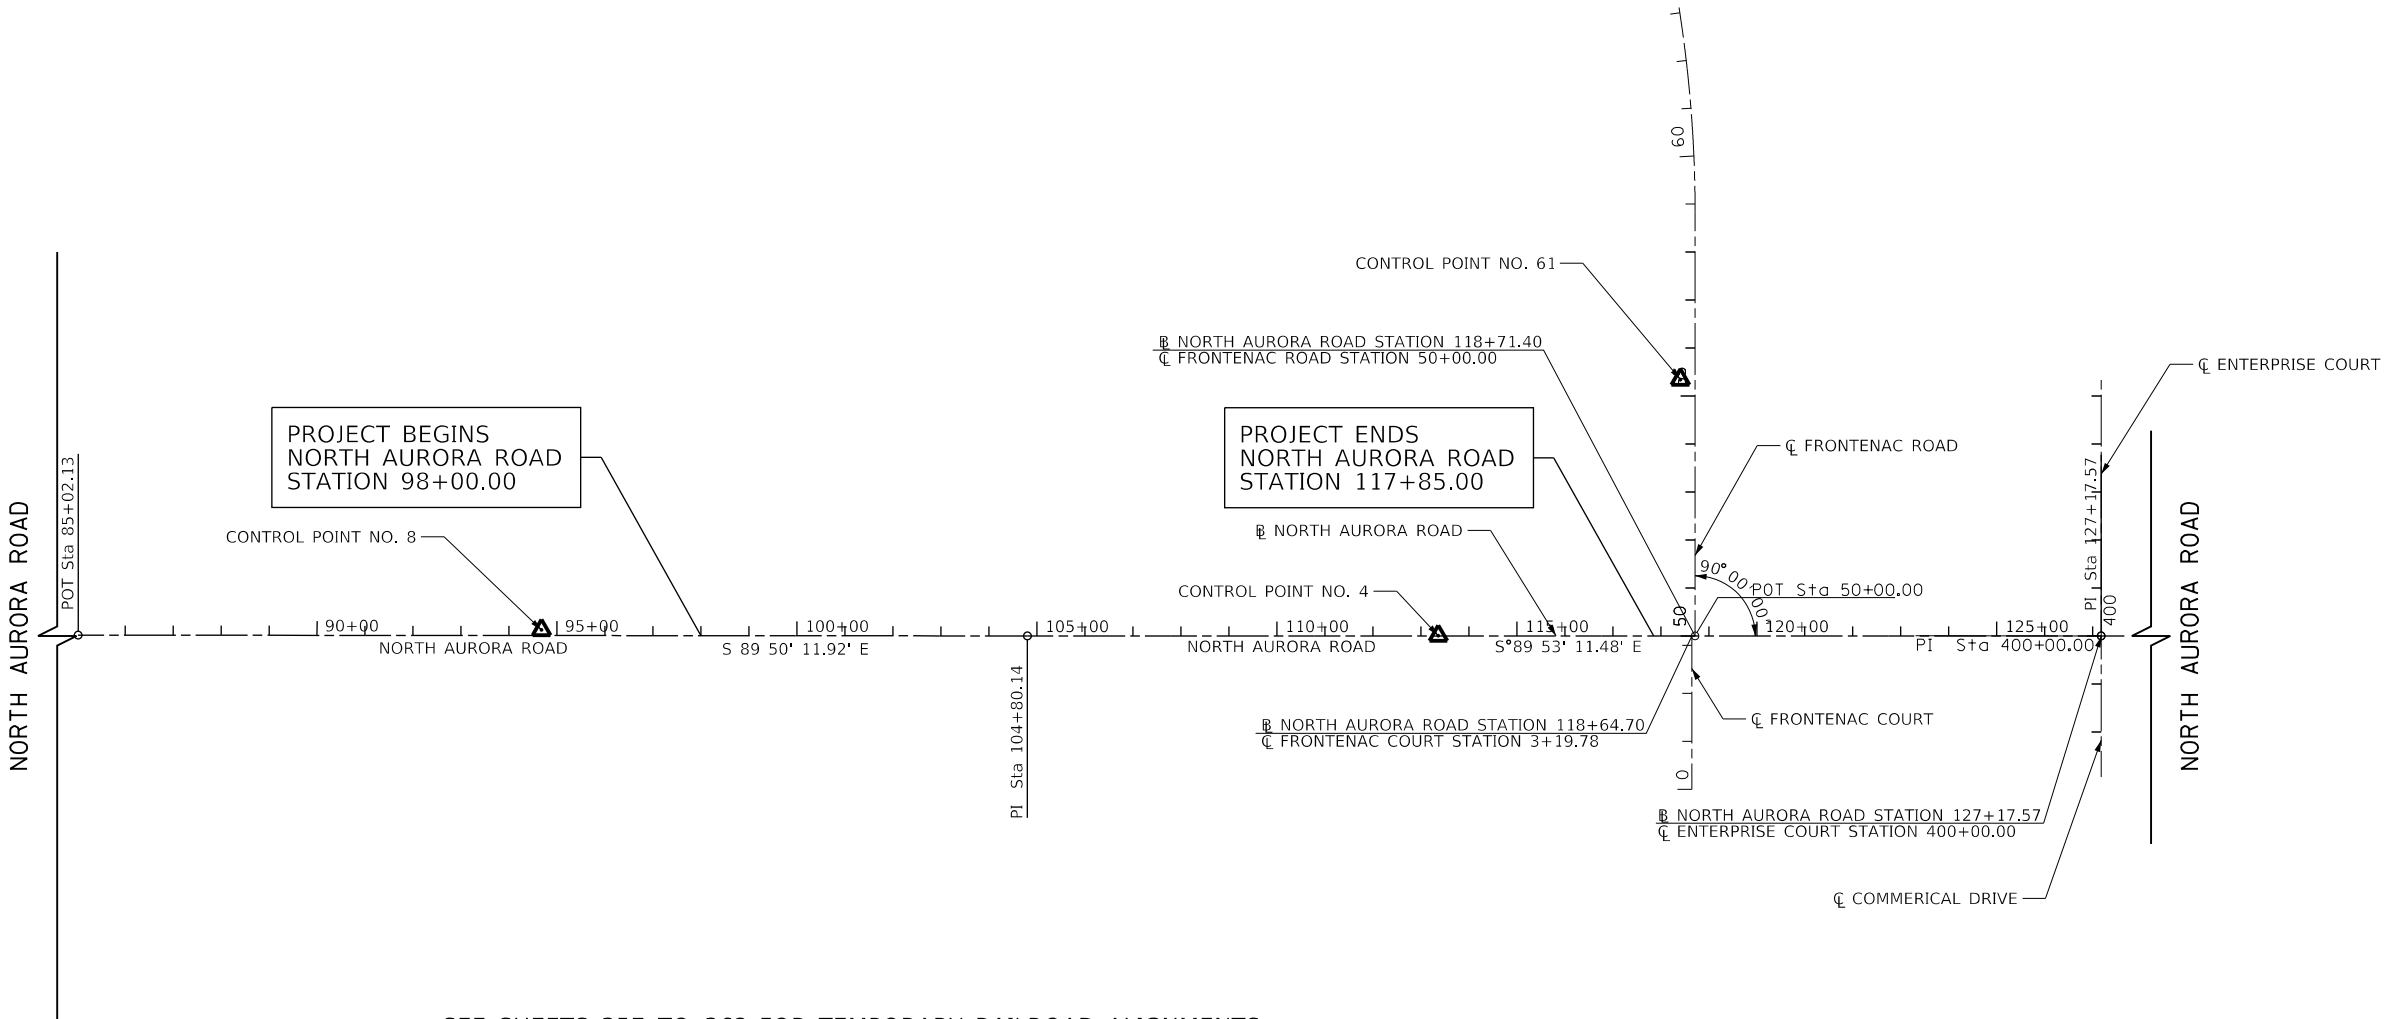 60
CONTROL POINT NO. 61
B NORTH AURORA ROAD STATION 118+71.40
℄ FRONTENAC ROAD STATION 50+00.00
℄ ENTERPRISE COURT
PROJECT BEGINS
NORTH AURORA ROAD
STATION 98+00.00
PROJECT ENDS
NORTH AURORA ROAD
STATION 117+85.00
℄ FRONTENAC ROAD
POT Sta 85+02.13
PI Sta 127+17.57
NORTH AURORA ROAD
NORTH AURORA ROAD
CONTROL POINT NO. 8
B NORTH AURORA ROAD
CONTROL POINT NO. 4
90°00'00"
POT Sta 50+00.00
50
400
90+00
95+00
100+00
105+00
110+00
115+00
120+00
125+00
NORTH AURORA ROAD
S 89 50' 11.92' E
NORTH AURORA ROAD
S°89 53' 11.48' E
PI Sta 400+00.00
PI Sta 104+80.14
B NORTH AURORA ROAD STATION 118+64.70
℄ FRONTENAC COURT STATION 3+19.78
℄ FRONTENAC COURT
0
B NORTH AURORA ROAD STATION 127+17.57
℄ ENTERPRISE COURT STATION 400+00.00
℄ COMMERICAL DRIVE
TO FOR TEMPORARY RAILROAD ALIGNMENTS